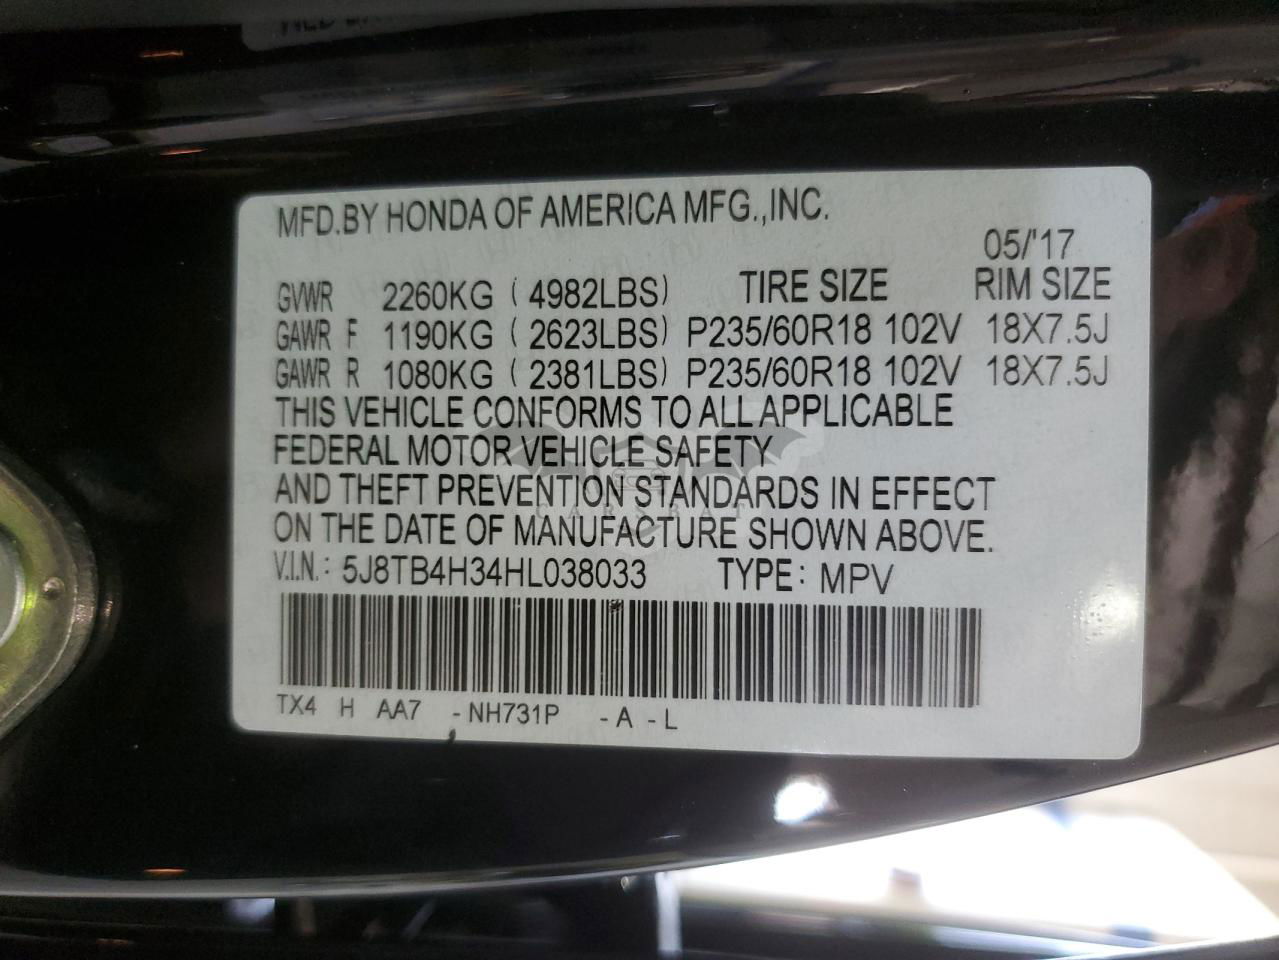 MFD.BY HONDA OF AMERICA MFG.,INC.
05/'17
GVWR 2260KG ( 4982LBS) TIRE SIZE RIM SIZE
GAWR F 1190KG ( 2623LBS) P235/60R18 102V 18X7.5J
GAWR R 1080KG ( 2381LBS) P235/60R18 102V 18X7.5J
THIS VEHICLE CONFORMS TO ALL APPLICABLE
FEDERAL MOTOR VEHICLE SAFETY
AND THEFT PREVENTION STANDARDS IN EFFECT
CARSBAT
ON THE DATE OF MANUFACTURE SHOWN ABOVE.
V.I.N.: 5J8TB4H34HL038033 TYPE: MPV
TX4 H AA7 -NH731P -A -L